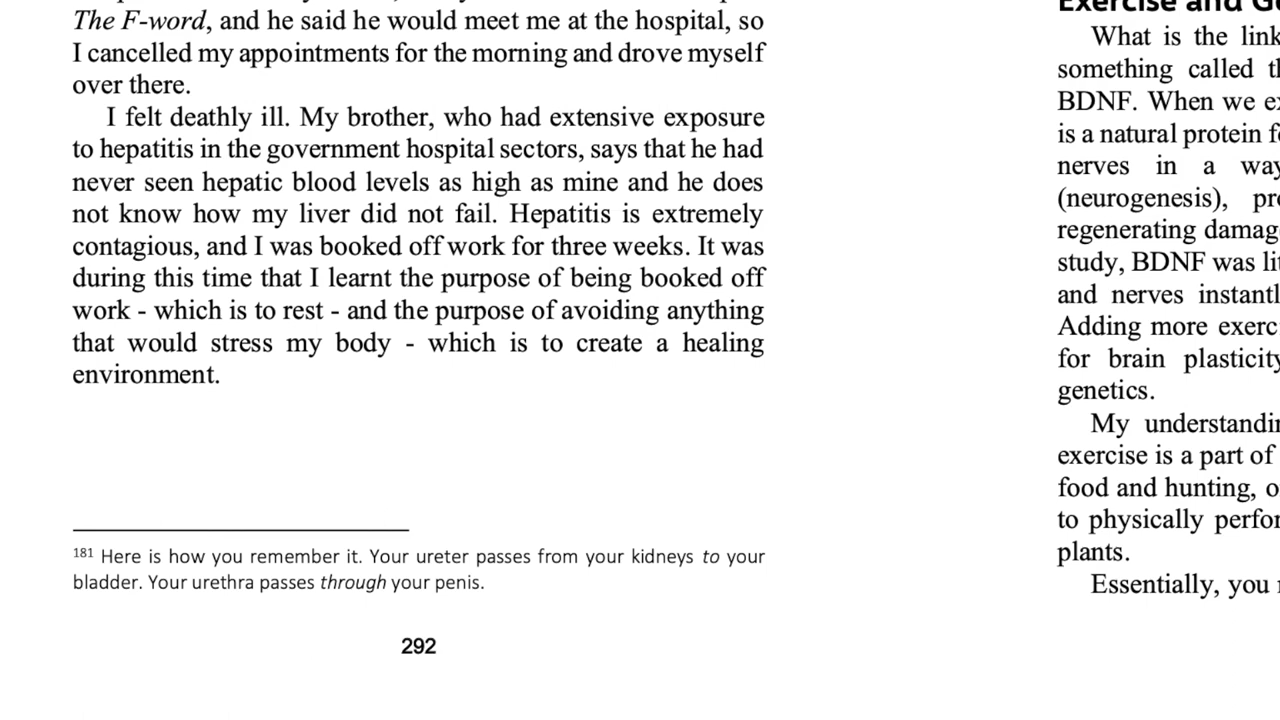 The F-word, and he said he would meet me at the hospital, so
I cancelled my appointments for the morning and drove myself
over there.
I felt deathly ill. My brother, who had extensive exposure
to hepatitis in the government hospital sectors, says that he had
never seen hepatic blood levels as high as mine and he does
not know how my liver did not fail. Hepatitis is extremely
contagious, and I was booked off work for three weeks. It was
during this time that I learnt the purpose of being booked off
work - which is to rest - and the purpose of avoiding anything
that would stress my body - which is to create a healing
environment.
181 Here is how you remember it. Your ureter passes from your kidneys to your
bladder. Your urethra passes through your penis.
292
Exercise and
What is the link
something called
BDNF. When we
is a natural protein
nerves in a way
(neurogenesis),
regenerating
study, BDNF was
and nerves
Adding more
for brain plasticity
genetics.
My
exercise is a part of
food and hunting,
to physically
plants.
Essentially, you